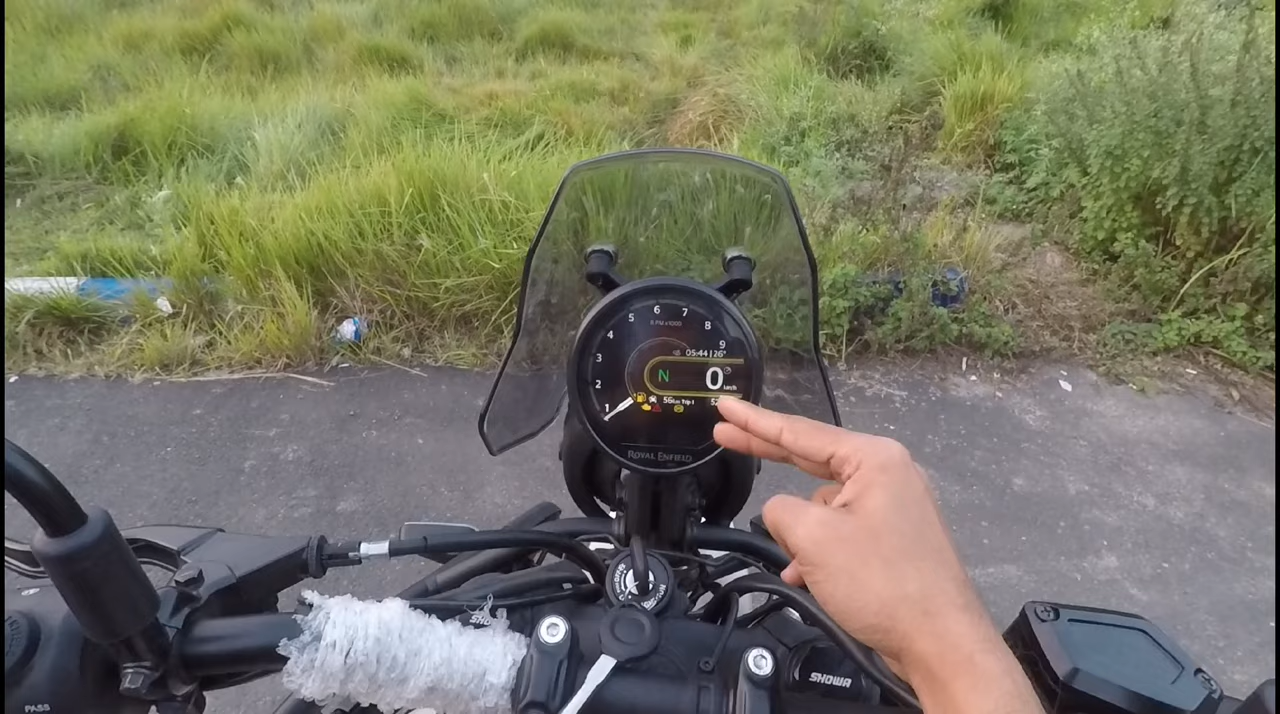 6
5 7
RPM x1000
4 8
3 9
05:44 | 26°
2 N 0
km/h
1 56km Trip 1
ROYAL ENFIELD
SHOWA
PASS